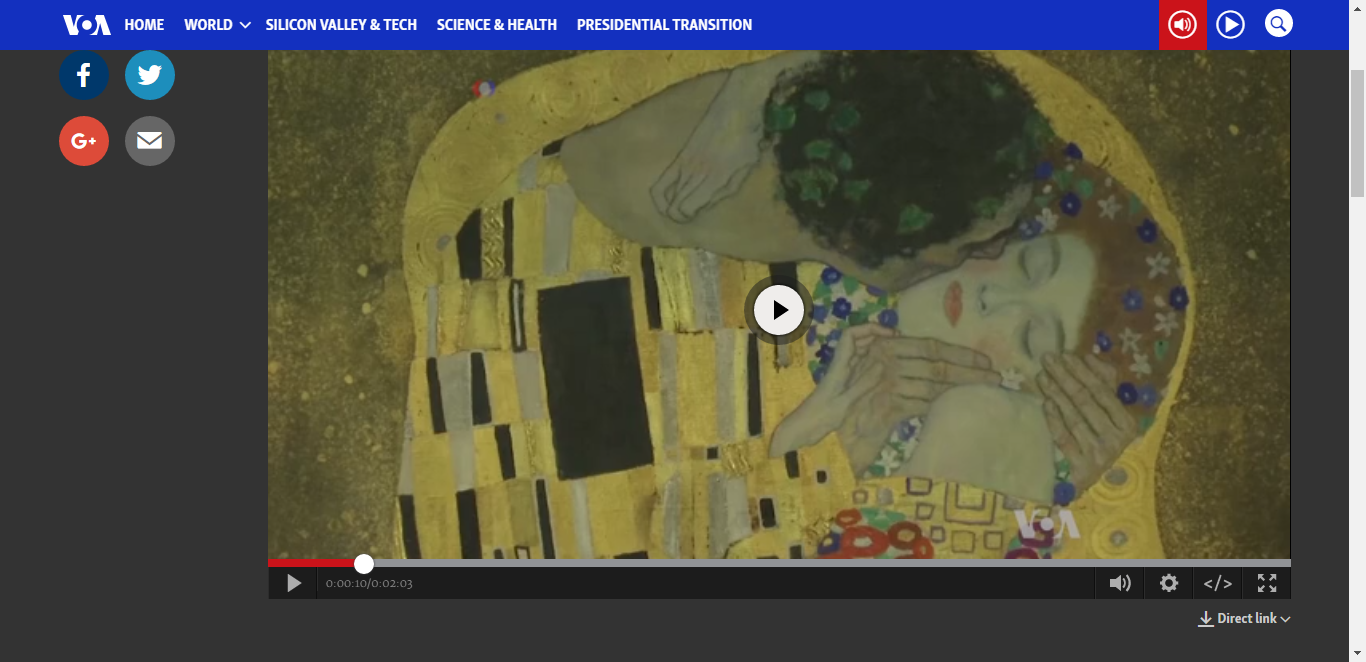 VOA HOME WORLD SILICON VALLEY & TECH SCIENCE & HEALTH PRESIDENTIAL TRANSITION
f
G+
VOA
0:00:10/0:02:03 </>
Direct link